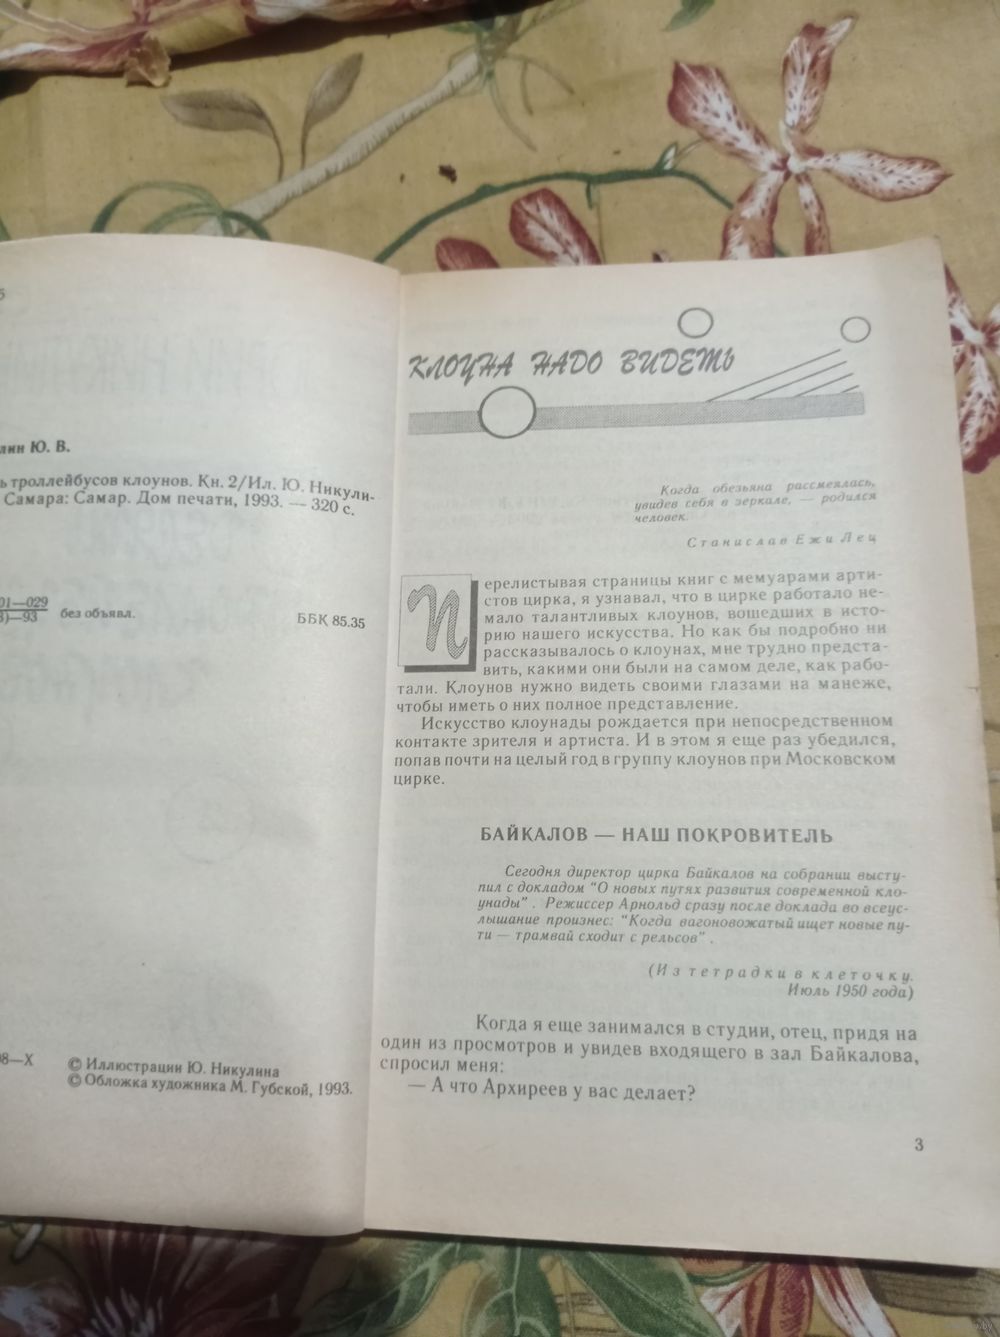 лин Ю. В.
ь троллейбусов клоунов. Кн. 2/Ил. Ю. Никули-
Самара: Самар. Дом печати, 1993. — 320 с.
01—029
)—93 без объявл.
ББК 85.35
98—Х
© Иллюстрации Ю. Никулина
© Обложка художника М. Губской, 1993.
КЛОУНА НАДО ВИДЕТЬ
Когда обезьяна рассмеялась,
увидев себя в зеркале, — родился
человек.
Станислав Ежи Лец
Перелистывая страницы книг с мемуарами арти-
стов цирка, я узнавал, что в цирке работало не-
мало талантливых клоунов, вошедших в исто-
рию нашего искусства. Но как бы подробно ни
рассказывалось о клоунах, мне трудно предста-
вить, какими они были на самом деле, как рабо-
тали. Клоунов нужно видеть своими глазами на манеже,
чтобы иметь о них полное представление.
Искусство клоунады рождается при непосредственном
контакте зрителя и артиста. И в этом я еще раз убедился,
попав почти на целый год в группу клоунов при Московском
цирке.
БАЙКАЛОВ — НАШ ПОКРОВИТЕЛЬ
Сегодня директор цирка Байкалов на собрании высту-
пил с докладом "О новых путях развития современной кло-
унады". Режиссер Арнольд сразу после доклада во всеус-
лышание произнес: "Когда вагоновожатый ищет новые пу-
ти — трамвай сходит с рельсов".
(Из тетрадки в клеточку.
Июль 1950 года)
Когда я еще занимался в студии, отец, придя на
один из просмотров и увидев входящего в зал Байкалова,
спросил меня:
— А что Архиреев у вас делает?
3